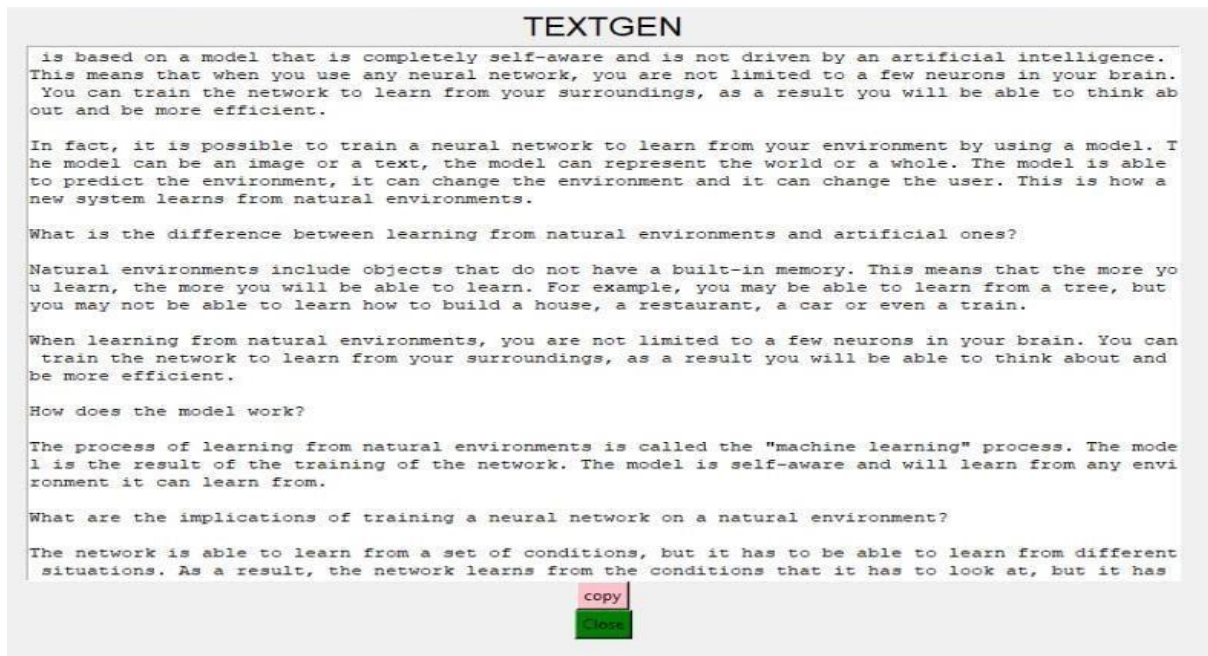 TEXTGEN
is based on a model that is completely self-aware and is not driven by an artificial intelligence.
This means that when you use any neural network, you are not limited to a few neurons in your brain.
You can train the network to learn from your surroundings, as a result you will be able to think ab
out and be more efficient.
In fact, it is possible to train a neural network to learn from your environment by using a model. T
he model can be an image or a text, the model can represent the world or a whole. The model is able
to predict the environment, it can change the environment and it can change the user. This is how a
new system learns from natural environments.
What is the difference between learning from natural environments and artificial ones?
Natural environments include objects that do not have a built-in memory. This means that the more yo
u learn, the more you will be able to learn. For example, you may be able to learn from a tree, but
you may not be able to learn how to build a house, a restaurant, a car or even a train.
When learning from natural environments, you are not limited to a few neurons in your brain. You can
train the network to learn from your surroundings, as a result you will be able to think about and
be more efficient.
How does the model work?
The process of learning from natural environments is called the "machine learning" process. The mode
l is the result of the training of the network. The model is self-aware and will learn from any envi
ronment it can learn from.
What are the implications of training a neural network on a natural environment?
The network is able to learn from a set of conditions, but it has to be able to learn from different
situations. As a result, the network learns from the conditions that it has to look at, but it has
copy
Close